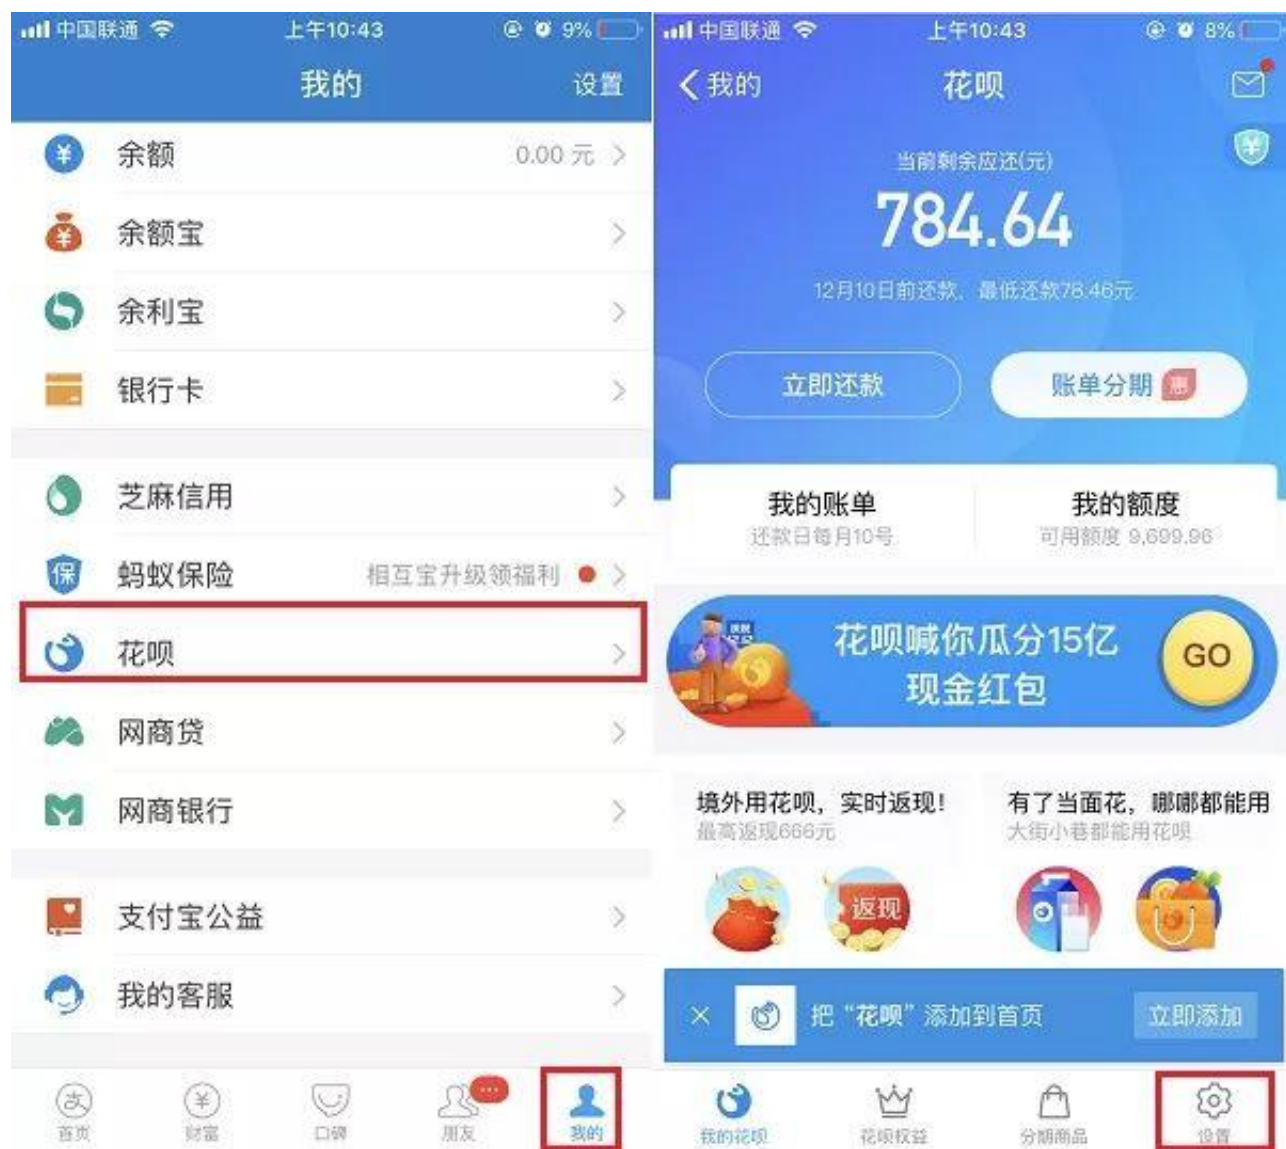 中国联通
上午10:43
9%
我的
设置
余额
0.00 元
余额宝
余利宝
银行卡
芝麻信用
保
蚂蚁保险
相互宝升级领福利
花呗
网商贷
网商银行
支付宝公益
我的客服
支
首页
财富
口碑
朋友
我的
中国联通
上午10:43
8%
我的
花呗
当前剩余应还(元)
784.64
12月10日前还款，最低还款78.46元
立即还款
账单分期 惠
我的账单
还款日每月10号
我的额度
可用额度 9,699.96
花呗喊你瓜分15亿
现金红包
GO
境外用花呗，实时返现！
最高返现666元
有了当面花，哪哪都能用
大街小巷都能用花呗
返现
把“花呗”添加到首页
立即添加
我的花呗
花呗权益
分期商品
设置